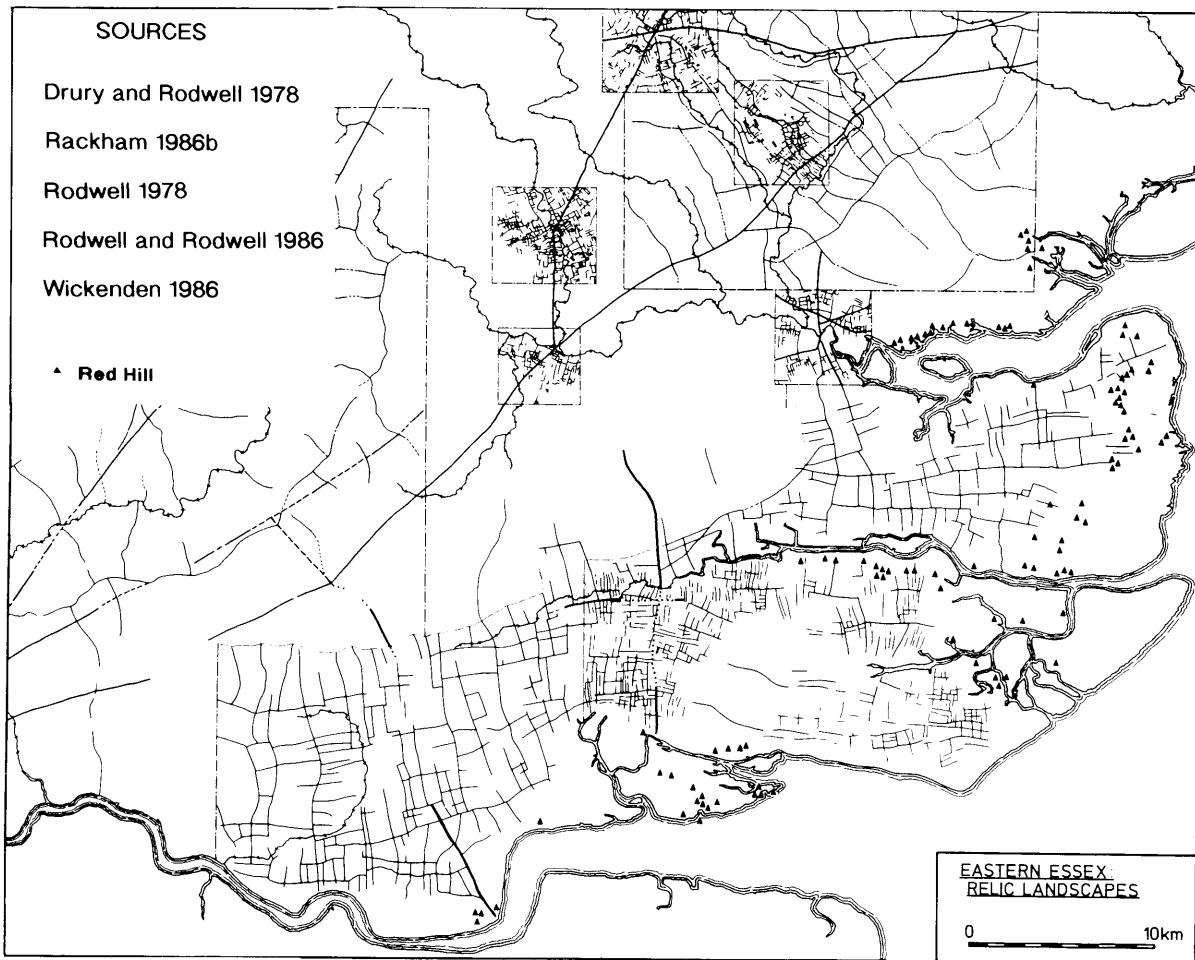 SOURCES
Drury and Rodwell 1978
Rackham 1986b
Rodwell 1978
Rodwell and Rodwell 1986
Wickenden 1986
Red Hill
EASTERN ESSEX:
RELIC LANDSCAPES
0 10km